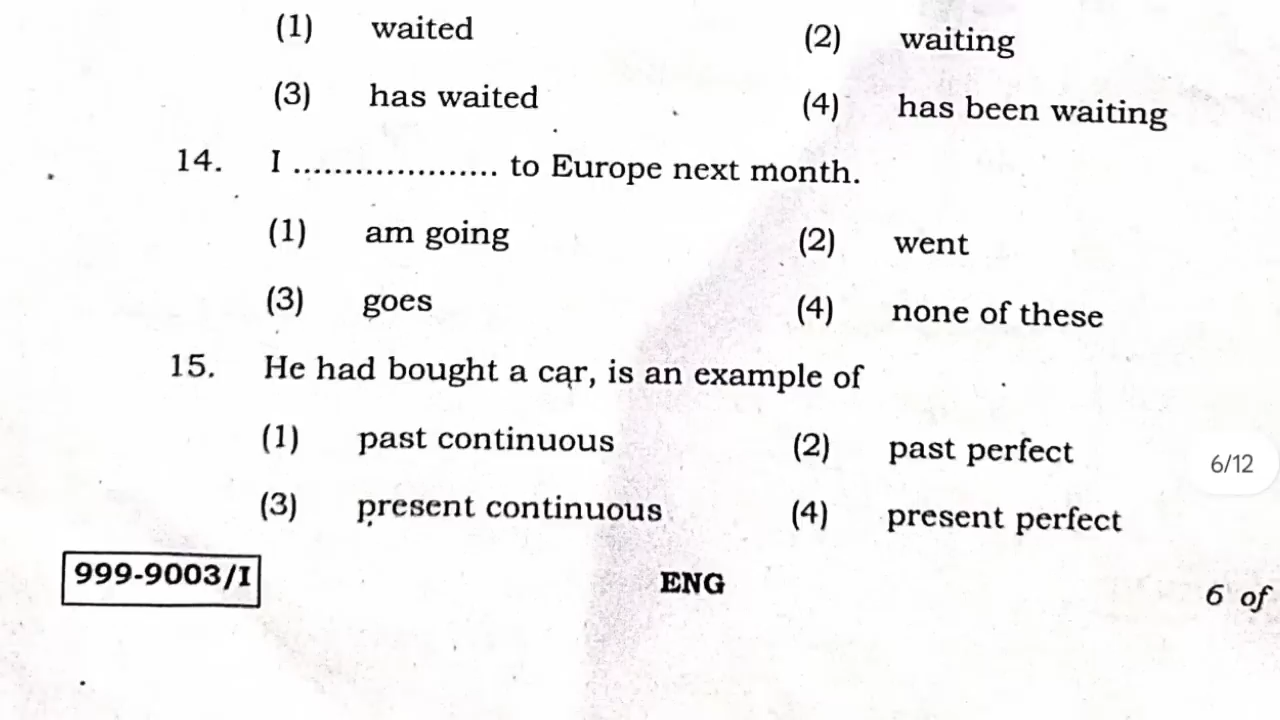 (1) waited (2) waiting
(3) has waited (4) has been waiting
14. I .................... to Europe next month.
(1) am going (2) went
(3) goes (4) none of these
15. He had bought a car, is an example of
(1) past continuous (2) past perfect
6/12
(3) present continuous (4) present perfect
999-9003/I ENG 6 of